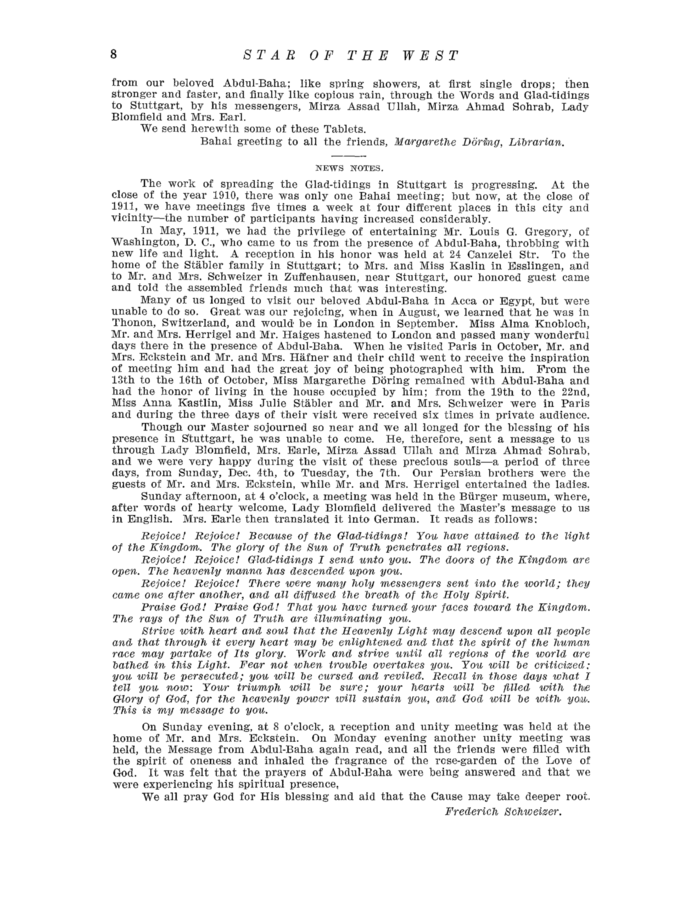 8 STAR OF THE WEST
from our beloved Abdul-Baha; like spring showers, at first single drops; then
stronger and faster, and finally like copious rain, through the Words and Glad-tidings
to Stuttgart, by his messengers, Mirza Assad Ullah, Mirza Ahmad Sohrab, Lady
Blomfield and Mrs. Earl.
We send herewith some of these Tablets.
Bahai greeting to all the friends, Margarethe Döring, Librarian.
NEWS NOTES.
The work of spreading the Glad-tidings in Stuttgart is progressing. At the
close of the year 1910, there was only one Bahai meeting; but now, at the close of
1911, we have meetings five times a week at four different places in this city and
vicinity—the number of participants having increased considerably.
In May, 1911, we had the privilege of entertaining Mr. Louis G. Gregory, of
Washington, D. C., who came to us from the presence of Abdul-Baha, throbbing with
new life and light. A reception in his honor was held at 24 Canzelei Str. To the
home of the Stäbler family in Stuttgart; to Mrs. and Miss Kaslin in Esslingen, and
to Mr. and Mrs. Schweizer in Zuffenhausen, near Stuttgart, our honored guest came
and told the assembled friends much that was interesting.
Many of us longed to visit our beloved Abdul-Baha in Acca or Egypt, but were
unable to do so. Great was our rejoicing, when in August, we learned that he was in
Thonon, Switzerland, and would be in London in September. Miss Alma Knobloch,
Mr. and Mrs. Herrigel and Mr. Haiges hastened to London and passed many wonderful
days there in the presence of Abdul-Baha. When he visited Paris in October, Mr. and
Mrs. Eckstein and Mr. and Mrs. Häfner and their child went to receive the inspiration
of meeting him and had the great joy of being photographed with him. From the
13th to the 16th of October, Miss Margarethe Döring remained with Abdul-Baha and
had the honor of living in the house occupied by him; from the 19th to the 22nd,
Miss Anna Kastlin, Miss Julie Stäbler and Mr. and Mrs. Schweizer were in Paris
and during the three days of their visit were received six times in private audience.
Though our Master sojourned so near and we all longed for the blessing of his
presence in Stuttgart, he was unable to come. He, therefore, sent a message to us
through Lady Blomfield, Mrs. Earle, Mirza Assad Ullah and Mirza Ahmad Sohrab,
and we were very happy during the visit of these precious souls—a period of three
days, from Sunday, Dec. 4th, to Tuesday, the 7th. Our Persian brothers were the
guests of Mr. and Mrs. Eckstein, while Mr. and Mrs. Herrigel entertained the ladies.
Sunday afternoon, at 4 o'clock, a meeting was held in the Bürger museum, where,
after words of hearty welcome, Lady Blomfield delivered the Master's message to us
in English. Mrs. Earle then translated it into German. It reads as follows:
Rejoice! Rejoice! Because of the Glad-tidings! You have attained to the light
of the Kingdom. The glory of the Sun of Truth penetrates all regions.
Rejoice! Rejoice! Glad-tidings I send unto you. The doors of the Kingdom are
open. The heavenly manna has descended upon you.
Rejoice! Rejoice! There were many holy messengers sent into the world; they
came one after another, and all diffused the breath of the Holy Spirit.
Praise God! Praise God! That you have turned your faces toward the Kingdom.
The rays of the Sun of Truth are illuminating you.
Strive with heart and soul that the Heavenly Light may descend upon all people
and that through it every heart may be enlightened and that the spirit of the human
race may partake of Its glory. Work and strive until all regions of the world are
bathed in this Light. Fear not when trouble overtakes you. You will be criticized;
you will be persecuted; you will be cursed and reviled. Recall in those days what I
tell you now: Your triumph will be sure; your hearts will be filled with the
Glory of God, for the heavenly power will sustain you, and God will be with you.
This is my message to you.
On Sunday evening, at 8 o'clock, a reception and unity meeting was held at the
home of Mr. and Mrs. Eckstein. On Monday evening another unity meeting was
held, the Message from Abdul-Baha again read, and all the friends were filled with
the spirit of oneness and inhaled the fragrance of the rose-garden of the Love of
God. It was felt that the prayers of Abdul-Baha were being answered and that we
were experiencing his spiritual presence,
We all pray God for His blessing and aid that the Cause may take deeper root.
Frederich Schweizer.